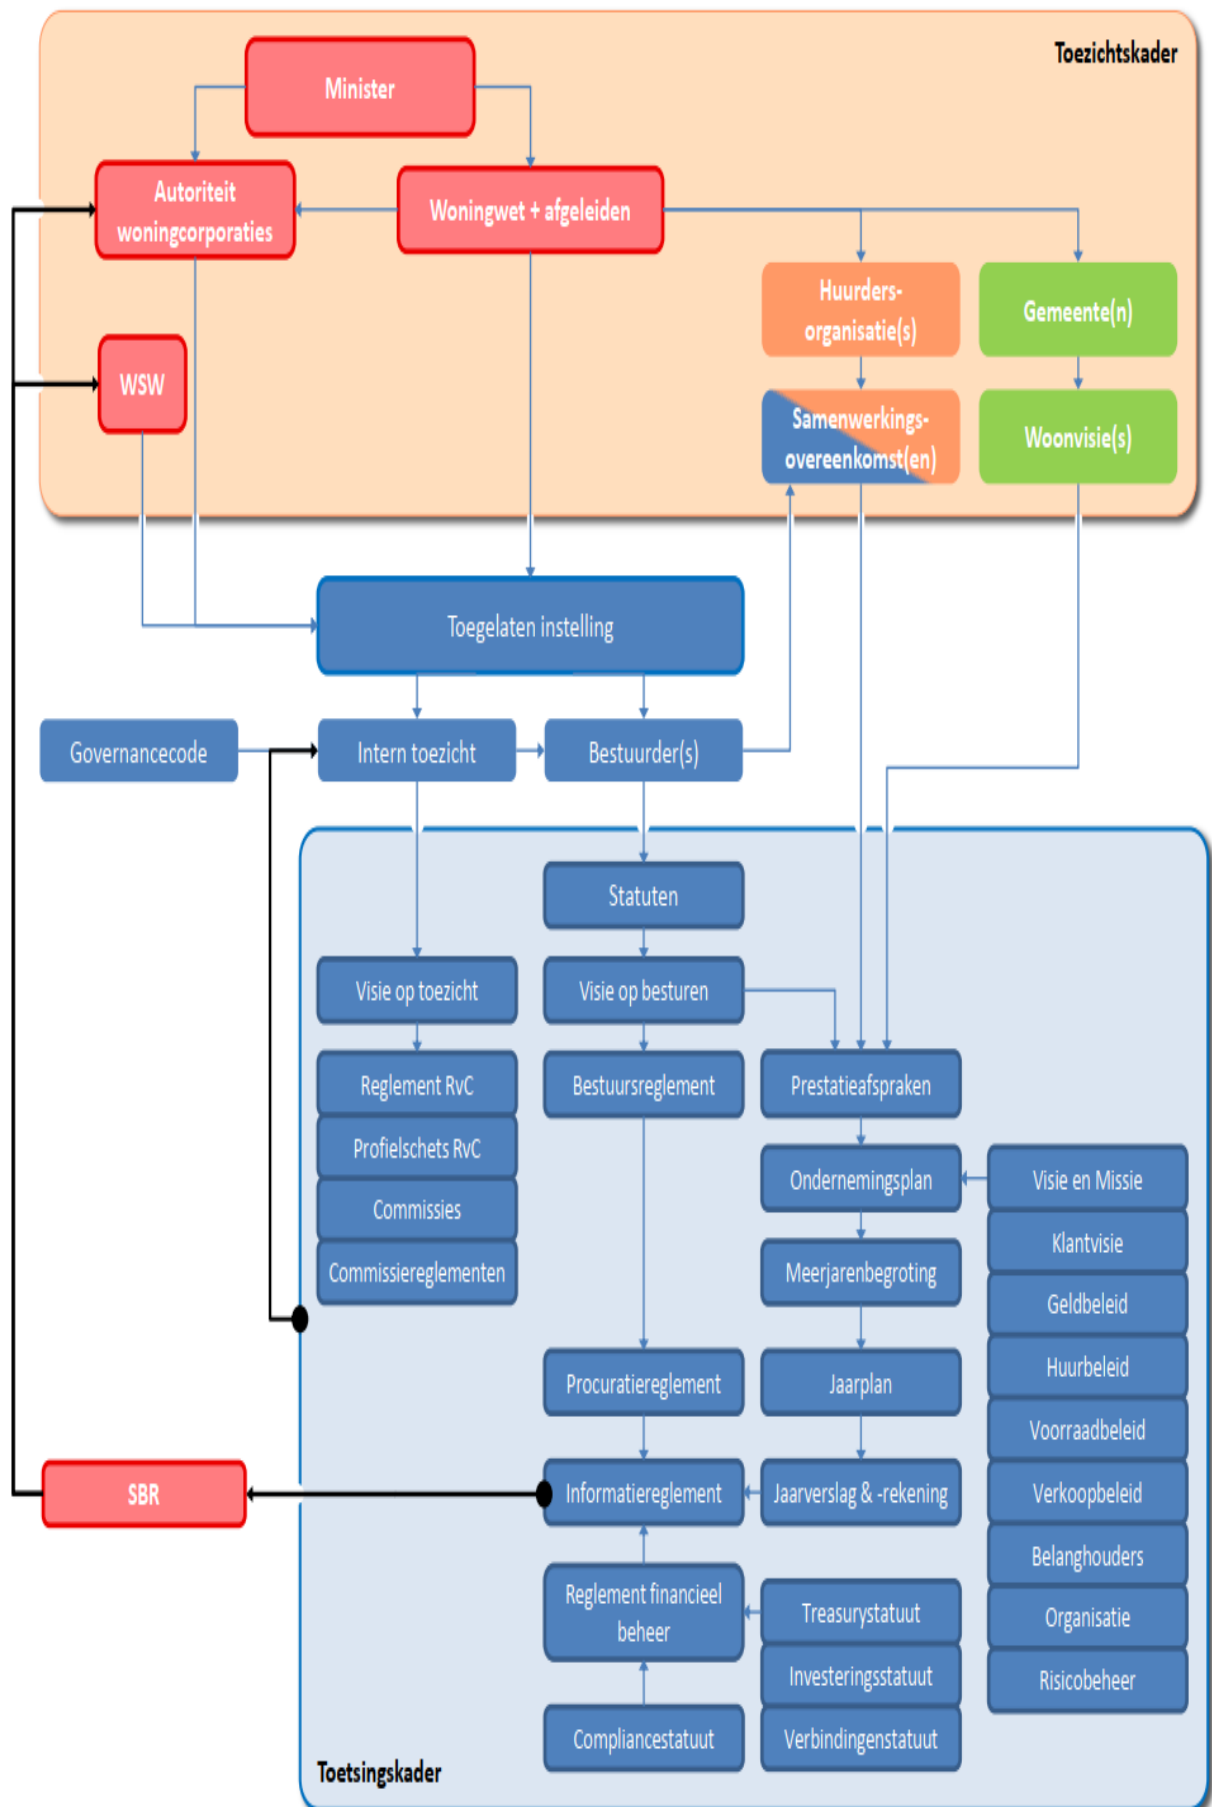 Toezichtskader
Minister
Autoriteit
woningcorporaties
Woningwet + afgeleiden
Huurders-
organisatie(s)
Gemeente(n)
WSW
Samenwerkings-
overeenkomst(en)
Woonvisie(s)
Toegelaten instelling
Governancecode
Intern toezicht
Bestuurder(s)
Statuten
Visie op toezicht
Visie op besturen
Reglement RvC
Profielschets RvC
Commissies
Commissiereglementen
Bestuursreglement
Prestatieafspraken
Ondernemingsplan
Meerjarenbegroting
Procuratiereglement
Jaarplan
SBR
Informatiereglement
Jaarverslag & -rekening
Reglement financieel
beheer
Treasurystatuut
Investeringsstatuut
Verbindingenstatuut
Compliancestatuut
Visie en Missie
Klantvisie
Geldbeleid
Huurbeleid
Voorraadbeleid
Verkoopbeleid
Belanghouders
Organisatie
Risicobeheer
Toetsingskader